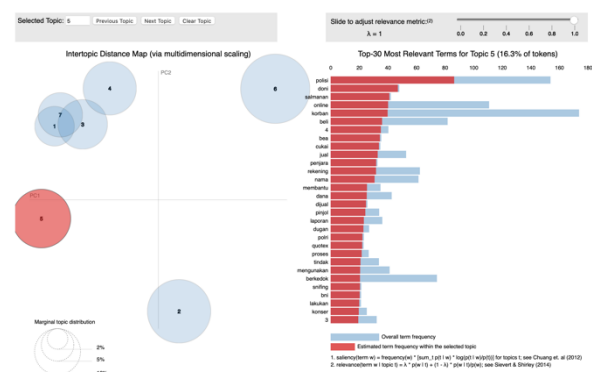 Selected Topic: 5 Previous Topic Next Topic Clear Topic
Slide to adjust relevance metric:(2)
λ = 1
0.0 0.2 0.4 0.6 0.8 1.0
Intertopic Distance Map (via multidimensional scaling)
PC2
PC1
4
6
7
1
3
5
2
Marginal topic distribution
2%
5%
10%
Top-30 Most Relevant Terms for Topic 5 (16.3% of tokens)
0 20 40 60 80 100 120 140 160 180
polisi
doni
salmanan
online
korban
beli
4
bea
cukai
jual
penjara
rekening
nama
membantu
dana
dijual
pinjol
laporan
dugan
polri
quotex
proses
tindak
mengunakan
berkedok
snifing
bni
lakukan
konser
3
Overall term frequency
Estimated term frequency within the selected topic
1. saliency(term w) = frequency(w) * [sum_t p(t | w) * log(p(t | w)/p(t))] for topics t; see Chuang et. al (2012)
2. relevance(term w | topic t) = λ * p(w | t) + (1 - λ) * p(w | t)/p(w); see Sievert & Shirley (2014)